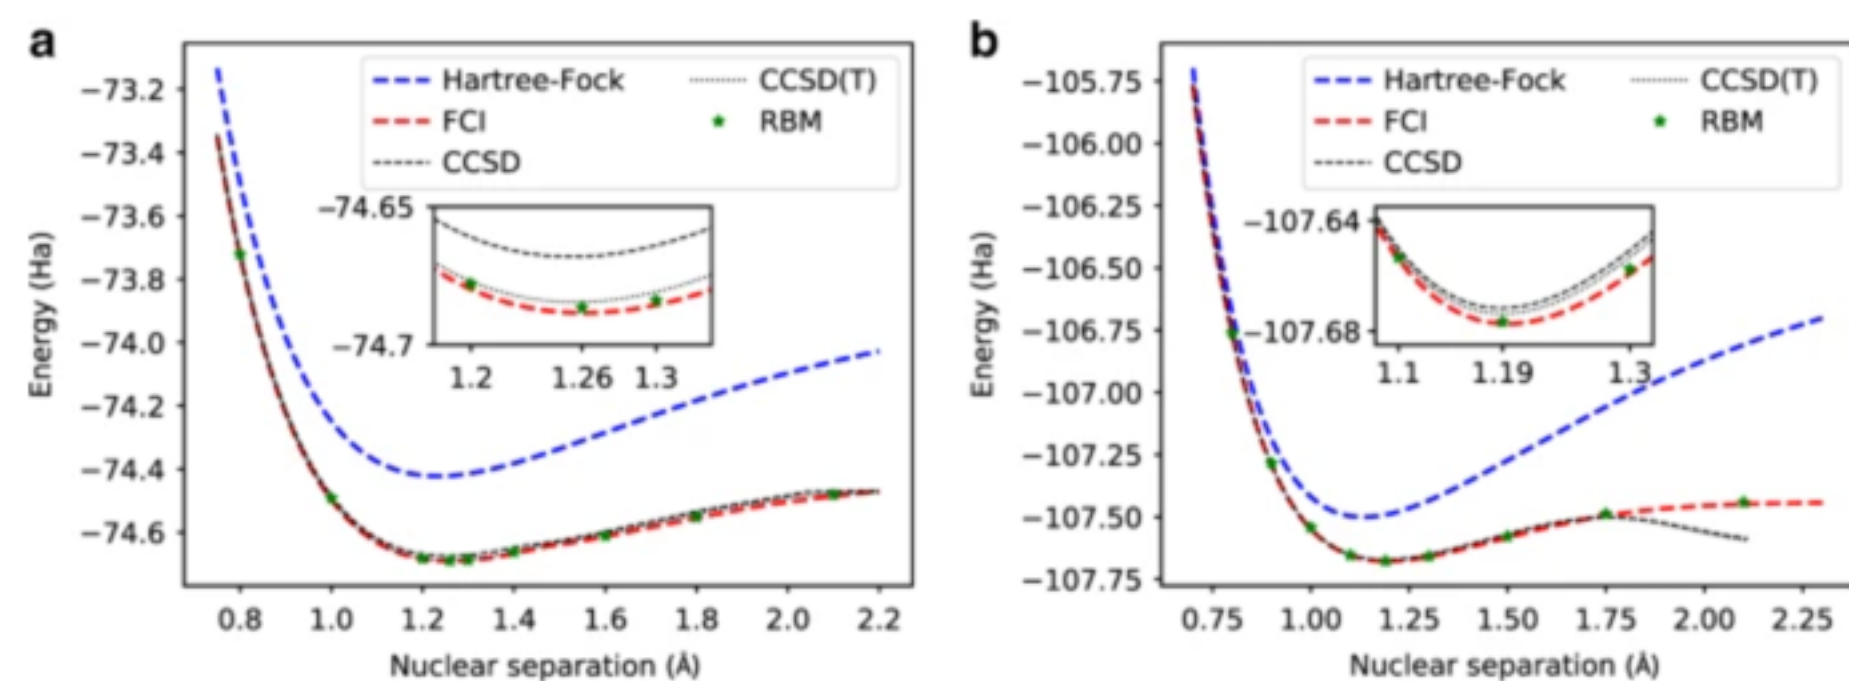 a
Hartree-Fock
FCI
CCSD
CCSD(T)
RBM
−73.2
−73.4
−73.6
−73.8
−74.0
−74.2
−74.4
−74.6
Energy (Ha)
−74.65
−74.7
1.2 1.26 1.3
0.8 1.0 1.2 1.4 1.6 1.8 2.0 2.2
Nuclear separation (Å)
b
Hartree-Fock
FCI
CCSD
CCSD(T)
RBM
−105.75
−106.00
−106.25
−106.50
−106.75
−107.00
−107.25
−107.50
−107.75
Energy (Ha)
−107.64
−107.68
1.1 1.19 1.3
0.75 1.00 1.25 1.50 1.75 2.00 2.25
Nuclear separation (Å)